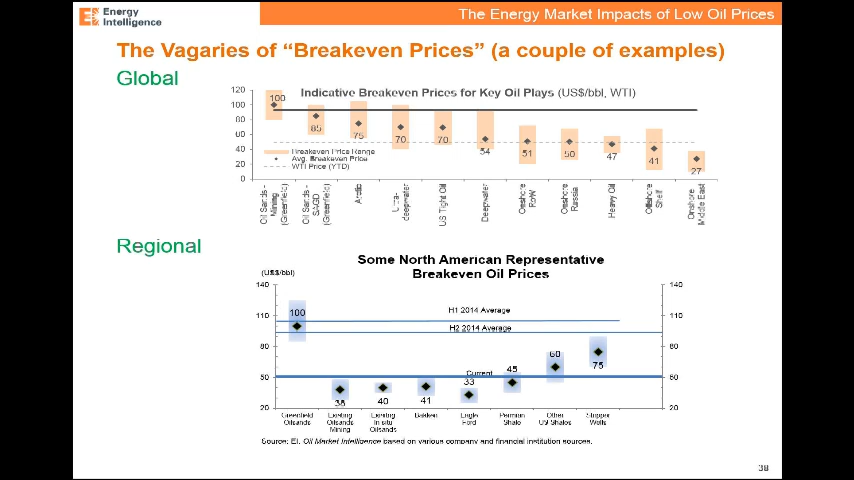 Energy
Intelligence
The Energy Market Impacts of Low Oil Prices
The Vagaries of “Breakeven Prices” (a couple of examples)
Global
Indicative Breakeven Prices for Key Oil Plays (US$/bbl, WTI)
120
100
80
60
40
20
0
100
85
75
70
70
54
51
50
47
41
27
Breakeven Price Range
Avg. Breakeven Price
WTI Price (YTD)
Oil Sands -
Mining
(Greenfield)
Oil Sands -
SAGD
(Greenfield)
Arctic
Ultra-
deepwater
US Tight Oil
Deepwater
Onshore
RoW
Onshore
Russia
Heavy Oil
Offshore
Shelf
Onshore
Middle East
Regional
Some North American Representative
Breakeven Oil Prices
(US$/bbl)
140
110
80
50
20
140
110
80
50
20
H1 2014 Average
H2 2014 Average
Current
100
38
40
41
33
45
60
75
Greenfield
Oilsands
Existing
Oilsands
Mining
Existing
In situ
Oilsands
Bakken
Eagle
Ford
Permian
Shale
Other
US Shales
Stripper
Wells
Source: EI, Oil Market Intelligence based on various company and financial institution sources.
38